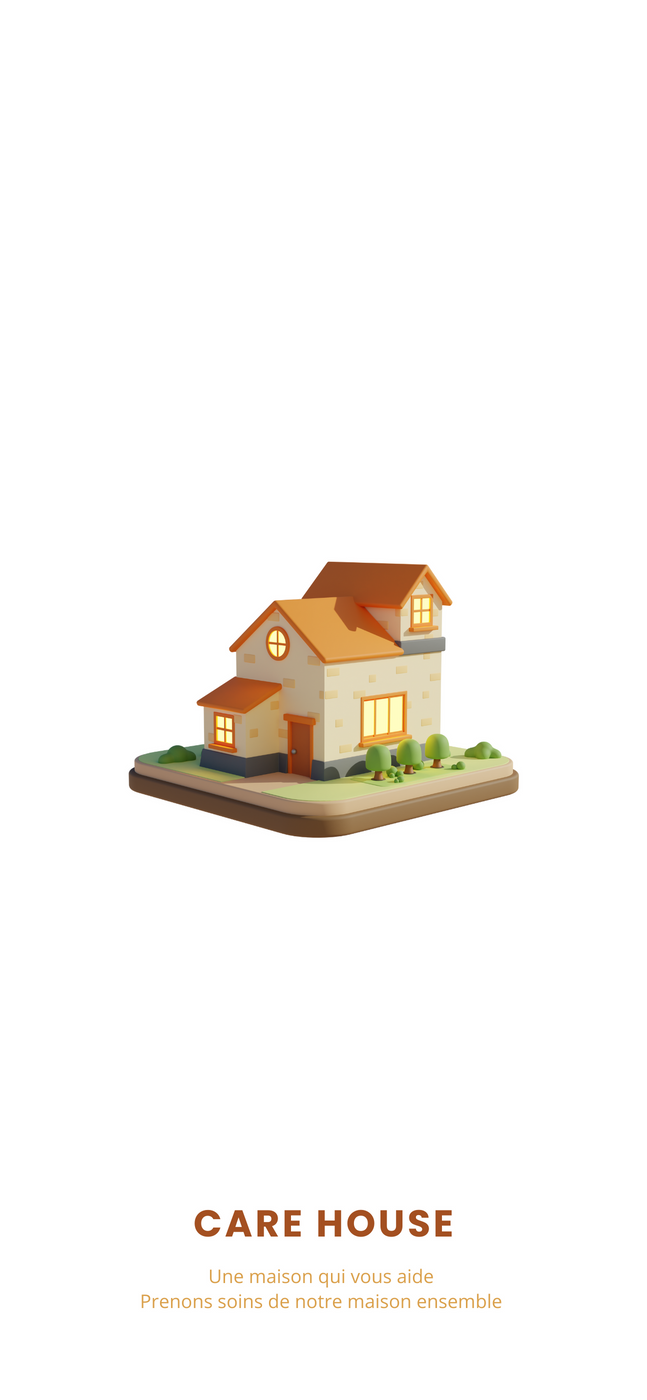 CARE HOUSE
Une maison qui vous aide
Prenons soins de notre maison ensemble